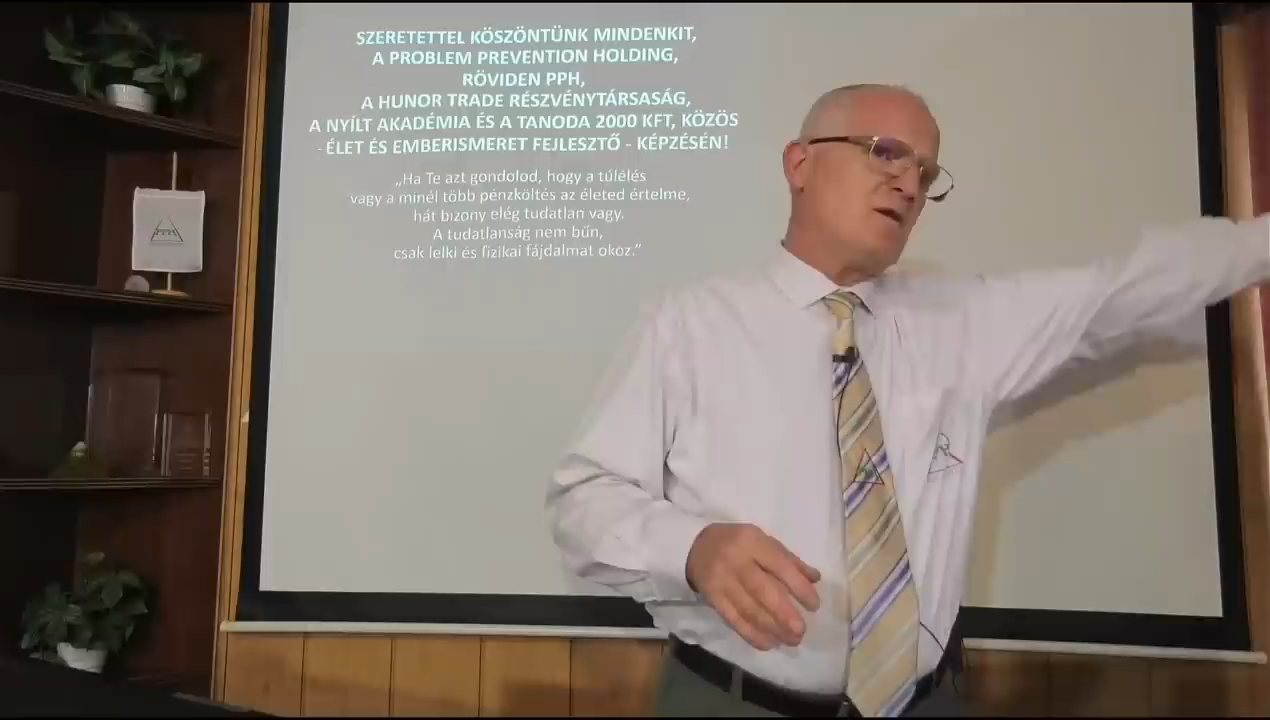 SZERETETTEL KÖSZÖNTÜNK MINDENKIT,
A PROBLEM PREVENTION HOLDING,
RÖVIDEN PPH,
A HUNOR TRADE RÉSZVÉNYTÁRSASÁG,
A NYÍLT AKADÉMIA ÉS A TANODA 2000 KFT, KÖZÖS
- ÉLET ÉS EMBERISMERET FEJLESZTŐ - KÉPZÉSÉN!
„Ha Te azt gondolod, hogy a túlélés
vagy a minél több pénzköltés az életed értelme,
hát bizony elég tudatlan vagy.
A tudatlanság nem bűn,
csak lelki és fizikai fájdalmat okoz.”